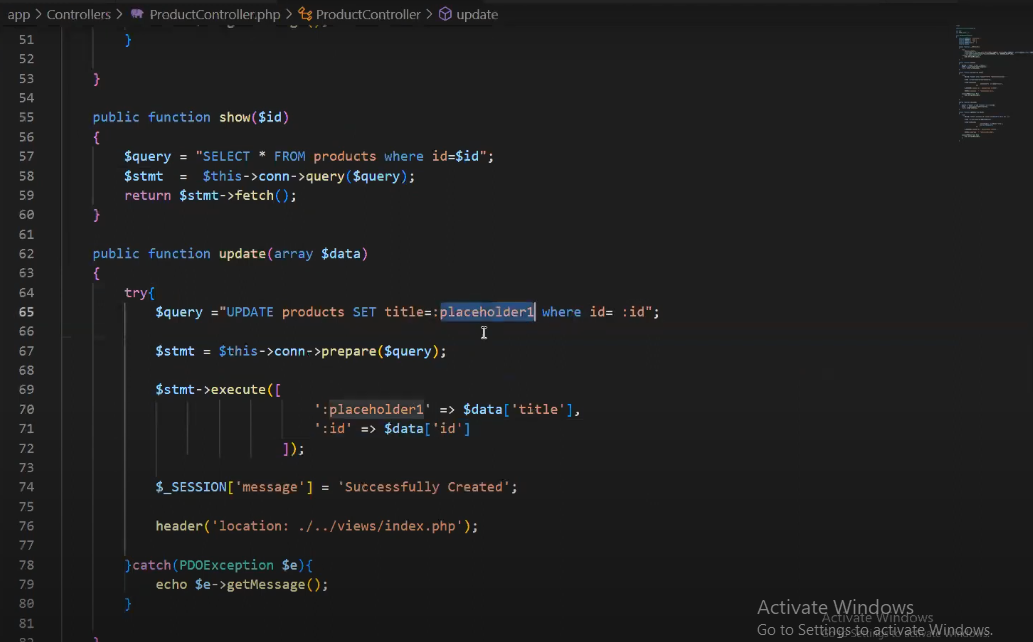 app > Controllers > ProductController.php > ProductController > update
51 }
52
53 }
54
55 public function show($id)
56 {
57 $query = "SELECT * FROM products where id=$id";
58 $stmt = $this->conn->query($query);
59 return $stmt->fetch();
60 }
61
62 public function update(array $data)
63 {
64 try{
65 $query ="UPDATE products SET title=:placeholder1 where id= :id";
66
67 $stmt = $this->conn->prepare($query);
68
69 $stmt->execute([
70 ':placeholder1' => $data['title'],
71 ':id' => $data['id']
72 ]);
73
74 $_SESSION['message'] = 'Successfully Created';
75
76 header('location: ./../views/index.php');
77
78 }catch(PDOException $e){
79 echo $e->getMessage();
80 }
81
Activate Windows
Activate Windows
Go to Settings to activate Windows.